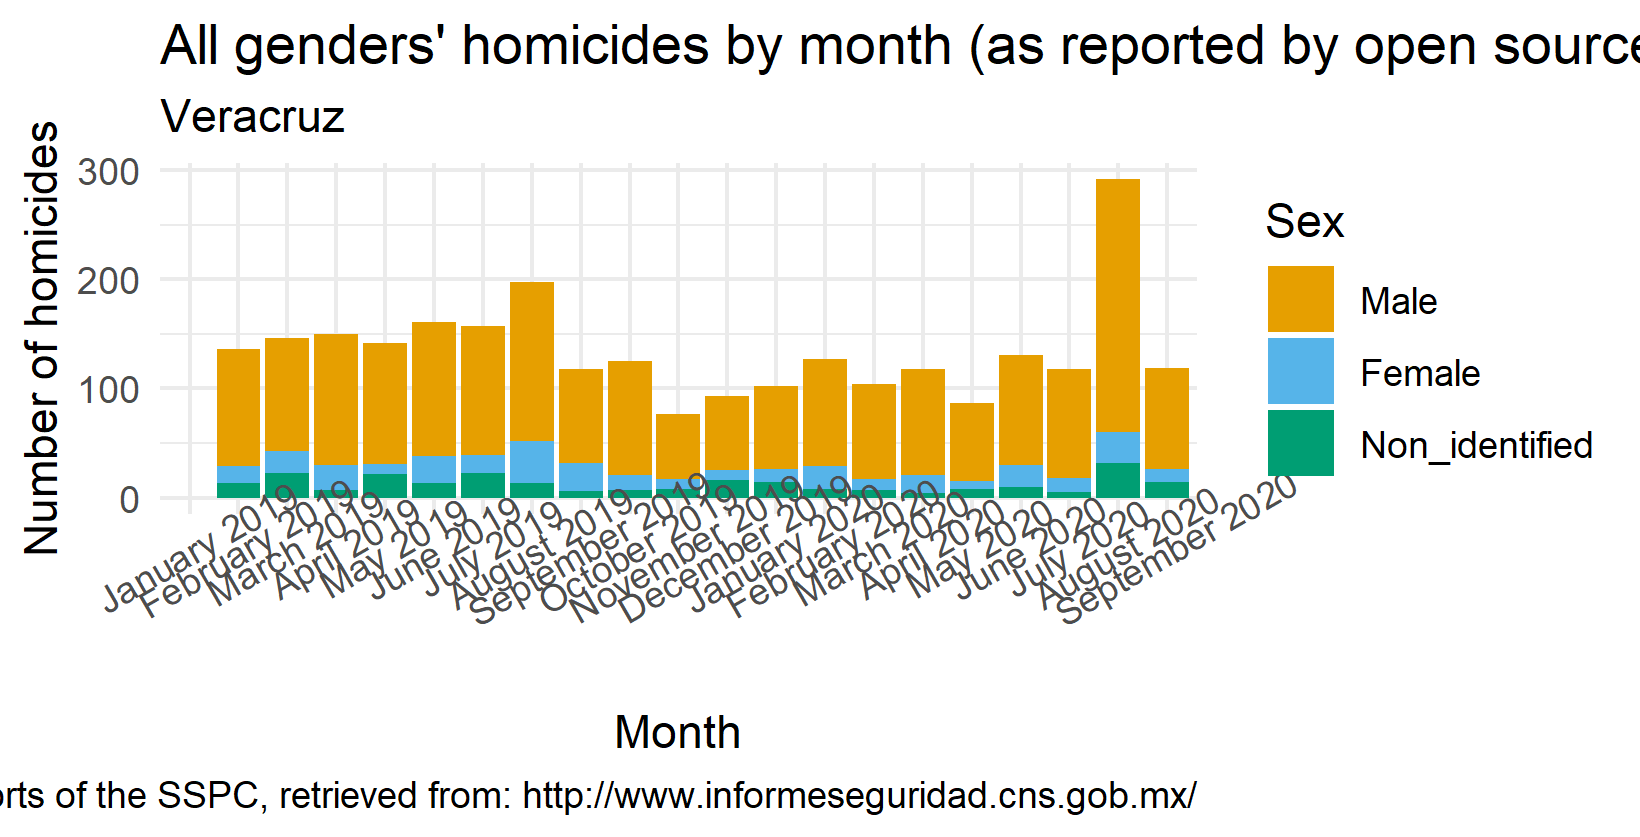 All genders' homicides by month (as reported by open source
Veracruz
Number of homicides
300
200
100
0
January 2019
February 2019
March 2019
April 2019
May 2019
June 2019
July 2019
August 2019
September 2019
October 2019
November 2019
December 2019
January 2020
February 2020
March 2020
April 2020
May 2020
June 2020
July 2020
August 2020
September 2020
Month
Sex
Male
Female
Non_identified
orts of the SSPC, retrieved from: http://www.informeseguridad.cns.gob.mx/